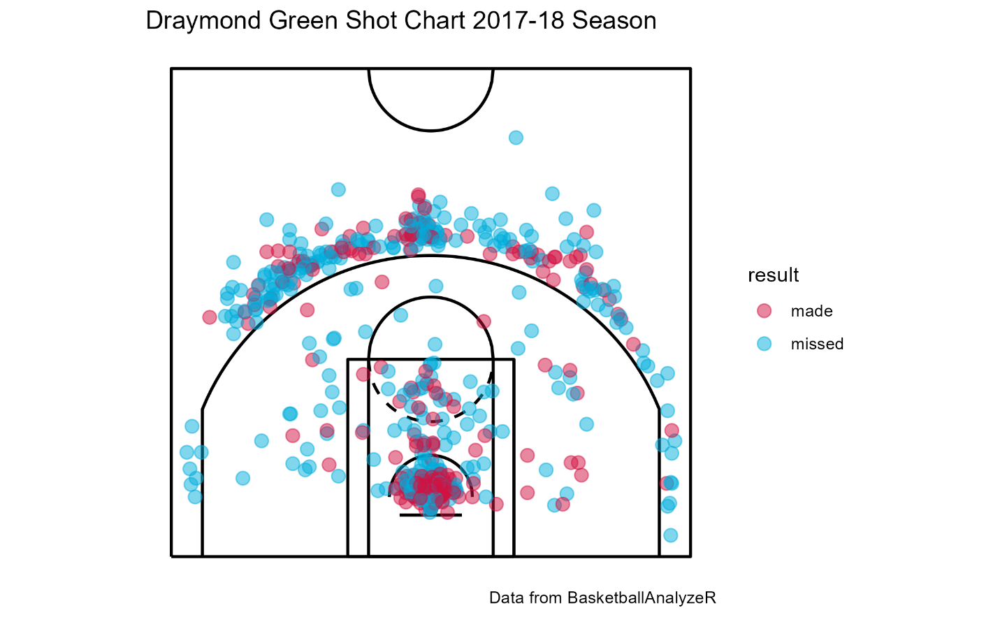 Draymond Green Shot Chart 2017-18 Season
result
made
missed
Data from BasketballAnalyzeR